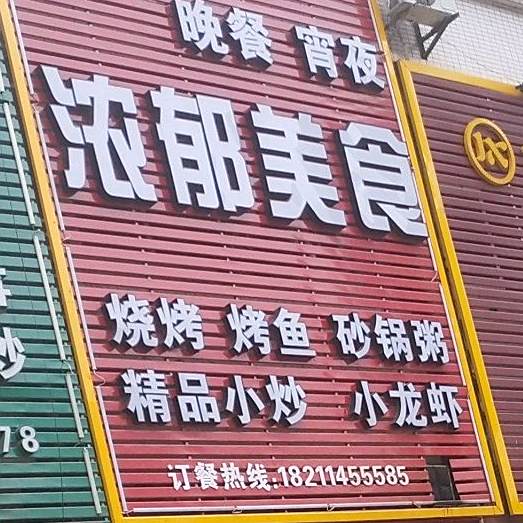 晚餐 宵夜
浓郁美食
烧烤 烤鱼 砂锅粥
精品小炒 小龙虾
订餐热线:18211455585
78